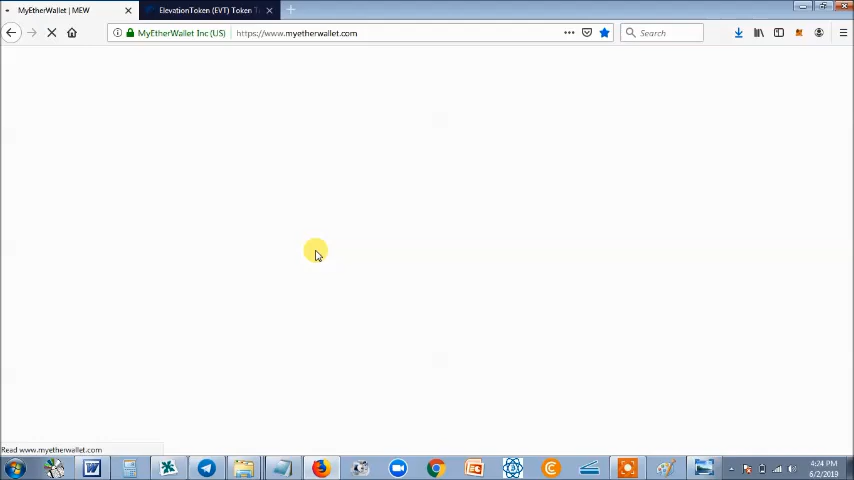 MyEtherWallet | MEW
ElevationToken (EVT) Token T
MyEtherWallet Inc (US)
https://www.myetherwallet.com
Search
Read www.myetherwallet.com
4:24 PM
6/2/2019